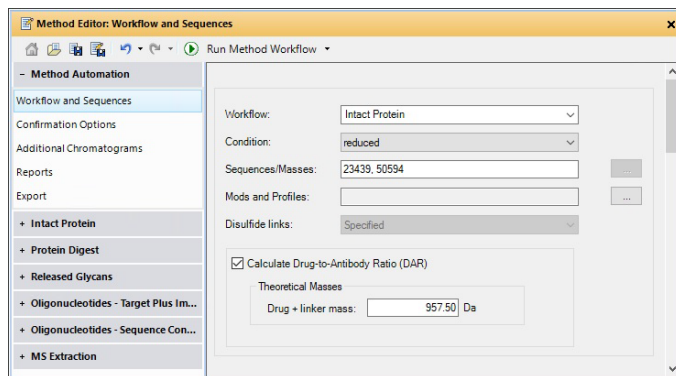 Method Editor: Workflow and Sequences
Run Method Workflow
− Method Automation
Workflow and Sequences
Confirmation Options
Additional Chromatograms
Reports
Export
+ Intact Protein
+ Protein Digest
+ Released Glycans
+ Oligonucleotides - Target Plus Im...
+ Oligonucleotides - Sequence Con...
+ MS Extraction
Workflow: Intact Protein
Condition: reduced
Sequences/Masses: 23439, 50594 ...
Mods and Profiles: ...
Disulfide links: Specified
Calculate Drug-to-Antibody Ratio (DAR)
Theoretical Masses
Drug + linker mass: 957.50 Da